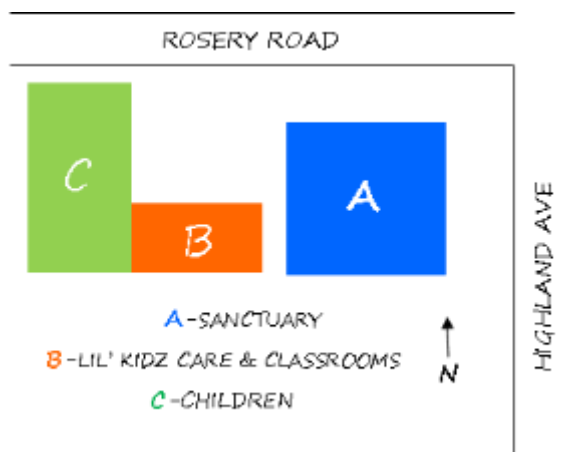 ROSERY ROAD
C
A
B
HIGHLAND AVE
A-SANCTUARY
B-LIL' KIDZ CARE & CLASSROOMS
C-CHILDREN
N